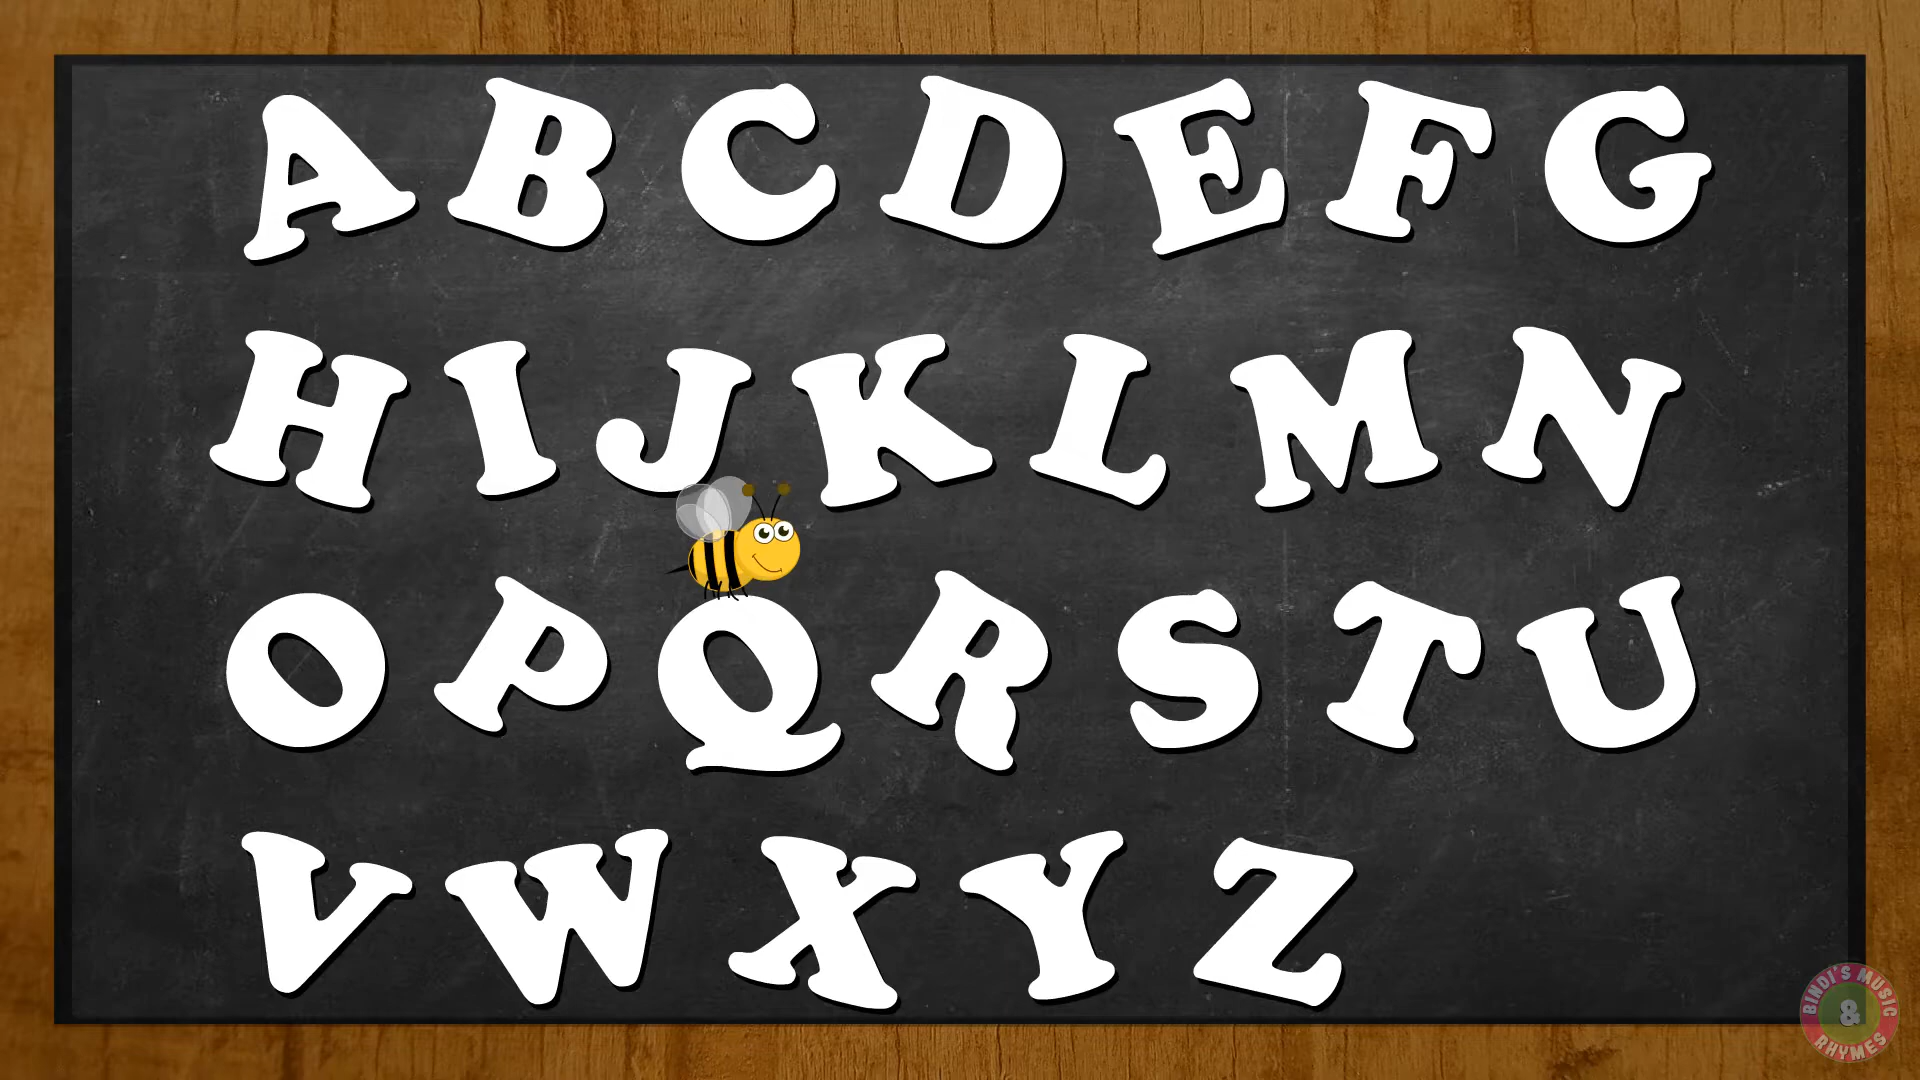 A B C D E F G
H I J K L M N
O P Q R S T U
V W X Y Z
BINDI'S MUSIC
&
RHYMES